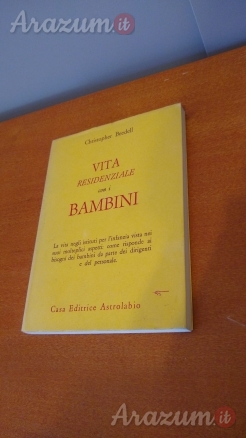 Arazum.it
Christopher Beedell
VITA
RESIDENZIALE
con i
BAMBINI
La vita negli istituti per l'infanzia vista nei
suoi molteplici aspetti: come risponde ai
bisogni dei bambini da parte dei dirigenti
e del personale.
Casa Editrice Astrolabio
Arazum.it